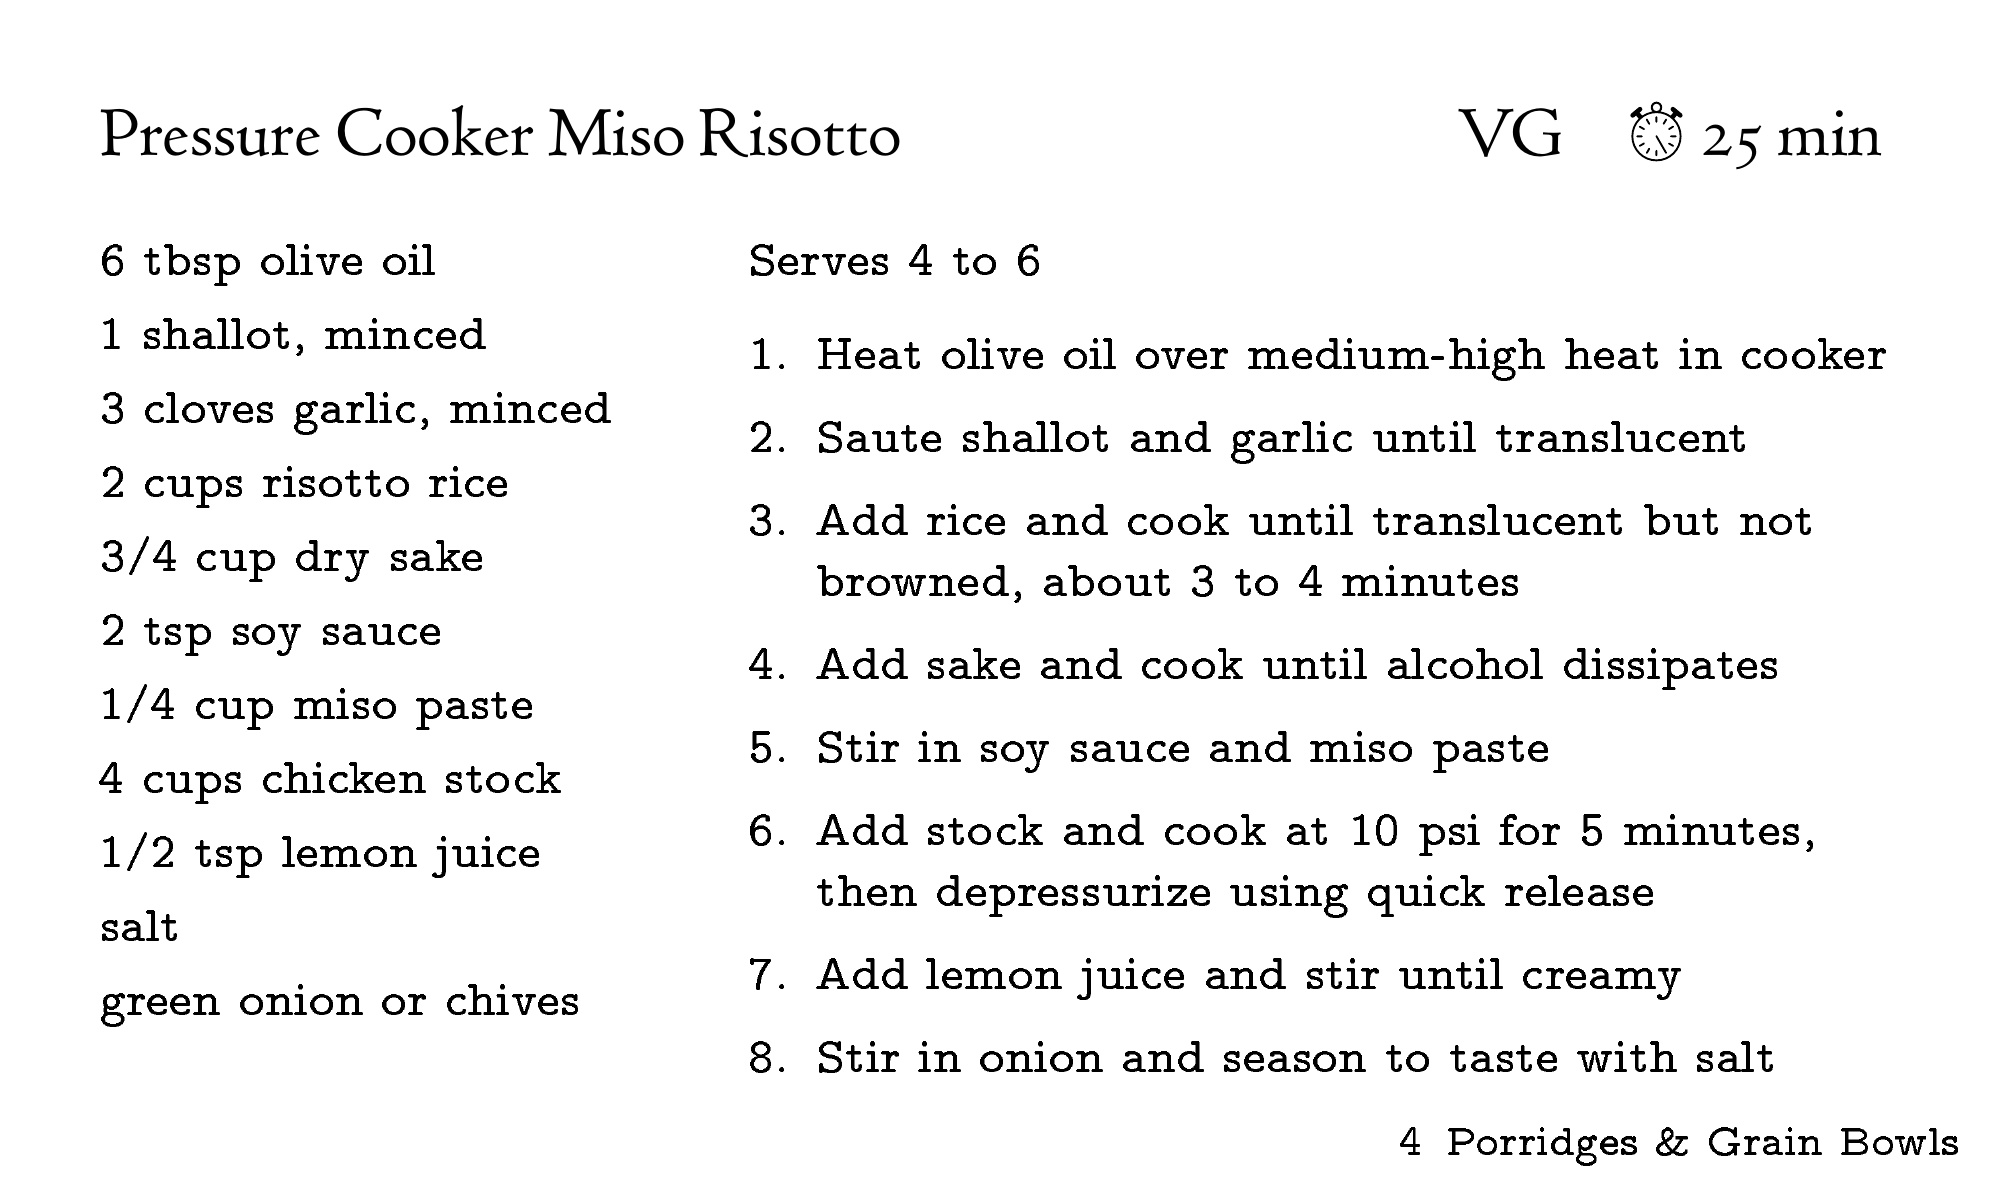 Pressure Cooker Miso Risotto
VG 25 min
6 tbsp olive oil
1 shallot, minced
3 cloves garlic, minced
2 cups risotto rice
3/4 cup dry sake
2 tsp soy sauce
1/4 cup miso paste
4 cups chicken stock
1/2 tsp lemon juice
salt
green onion or chives
Serves 4 to 6
1. Heat olive oil over medium-high heat in cooker
2. Saute shallot and garlic until translucent
3. Add rice and cook until translucent but not
browned, about 3 to 4 minutes
4. Add sake and cook until alcohol dissipates
5. Stir in soy sauce and miso paste
6. Add stock and cook at 10 psi for 5 minutes,
then depressurize using quick release
7. Add lemon juice and stir until creamy
8. Stir in onion and season to taste with salt
4 Porridges & Grain Bowls